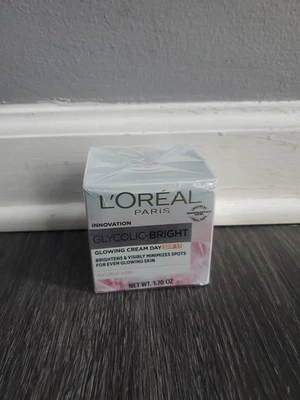 L'ORÉAL
PARIS
INNOVATION
GLYCOLIC-BRIGHT
GLOWING CREAM DAY
BRIGHTENS & VISIBLY MINIMIZES SPOTS
FOR EVEN GLOWING SKIN
NET WT. 1.70 OZ